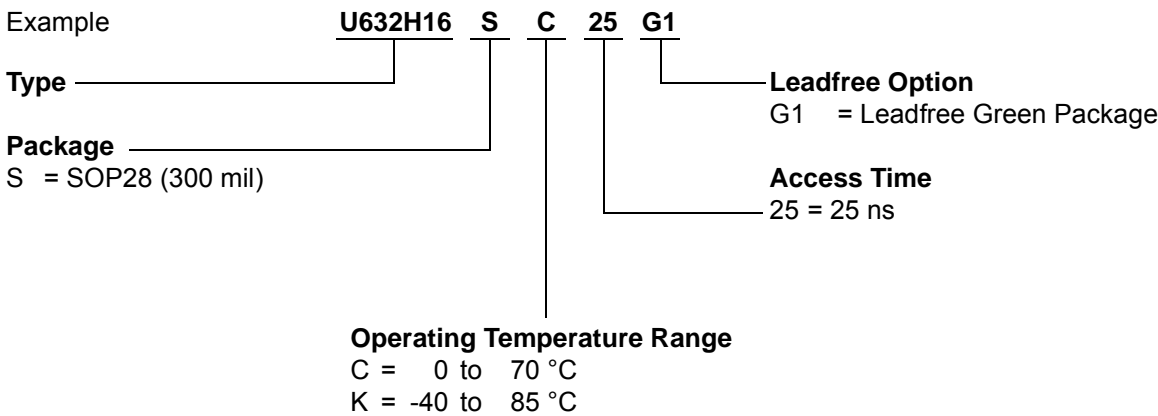 Example U632H16 S C 25 G1
Type
Leadfree Option
G1 = Leadfree Green Package
Package
S = SOP28 (300 mil)
Access Time
25 = 25 ns
Operating Temperature Range
C = 0 to 70 °C
K = -40 to 85 °C